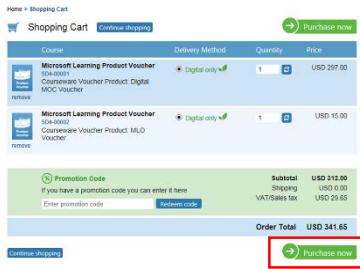 Home > Shopping Cart
Shopping Cart Continue shopping Purchase now
Course Delivery Method Quantity Price
Microsoft Learning Product Voucher Digital only 1 USD 297.00
5D4-00001
Courseware Voucher Product: Digital
MOC Voucher
remove
Microsoft Learning Product Voucher Digital only 1 USD 15.00
5D4-00002
Courseware Voucher Product: MLO
Voucher
remove
Promotion Code Subtotal USD 312.00
If you have a promotion code you can enter it here Shipping USD 0.00
Enter promotion code Redeem code VAT/Sales tax USD 29.65
Order Total USD 341.65
Continue shopping Purchase now